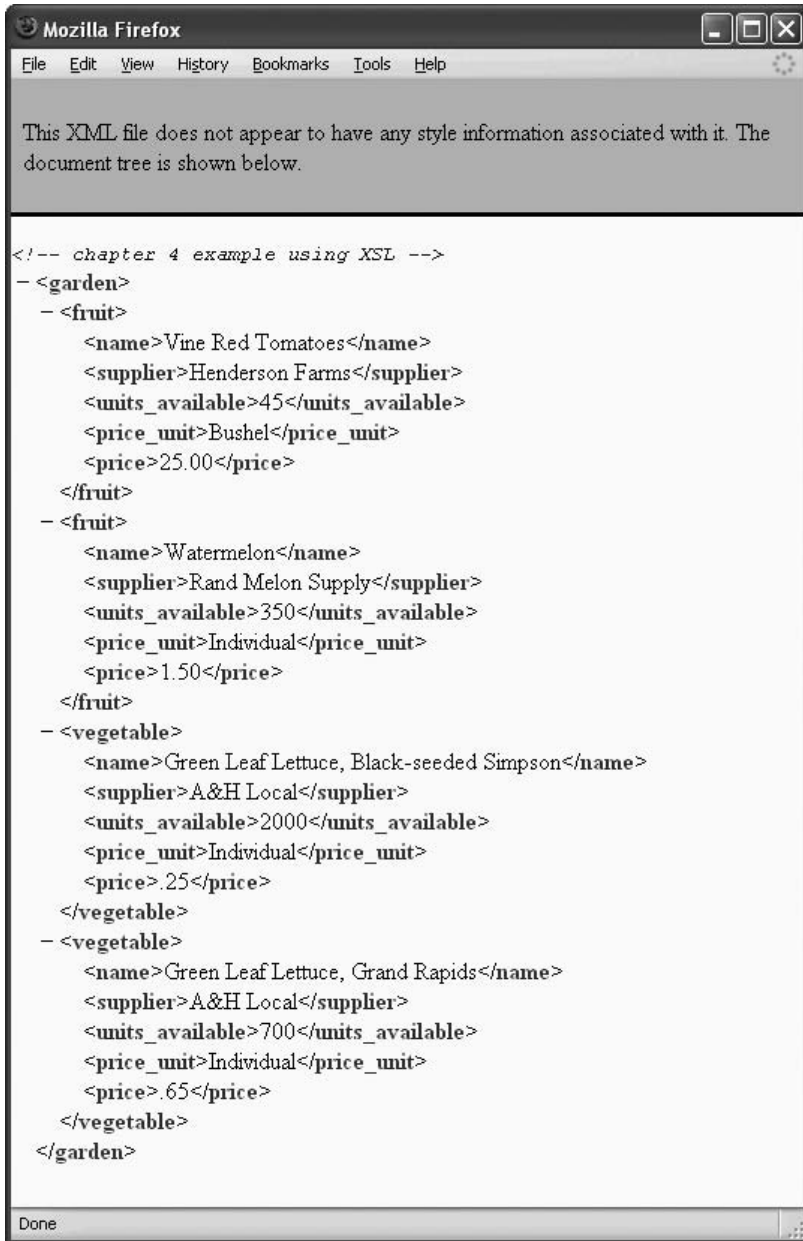 Mozilla Firefox
File Edit View History Bookmarks Tools Help
This XML file does not appear to have any style information associated with it. The
document tree is shown below.
<!-- chapter 4 example using XSL -->
− <garden>
− <fruit>
<name>Vine Red Tomatoes</name>
<supplier>Henderson Farms</supplier>
<units_available>45</units_available>
<price_unit>Bushel</price_unit>
<price>25.00</price>
</fruit>
− <fruit>
<name>Watermelon</name>
<supplier>Rand Melon Supply</supplier>
<units_available>350</units_available>
<price_unit>Individual</price_unit>
<price>1.50</price>
</fruit>
− <vegetable>
<name>Green Leaf Lettuce, Black-seeded Simpson</name>
<supplier>A&H Local</supplier>
<units_available>2000</units_available>
<price_unit>Individual</price_unit>
<price>.25</price>
</vegetable>
− <vegetable>
<name>Green Leaf Lettuce, Grand Rapids</name>
<supplier>A&H Local</supplier>
<units_available>700</units_available>
<price_unit>Individual</price_unit>
<price>.65</price>
</vegetable>
</garden>
Done